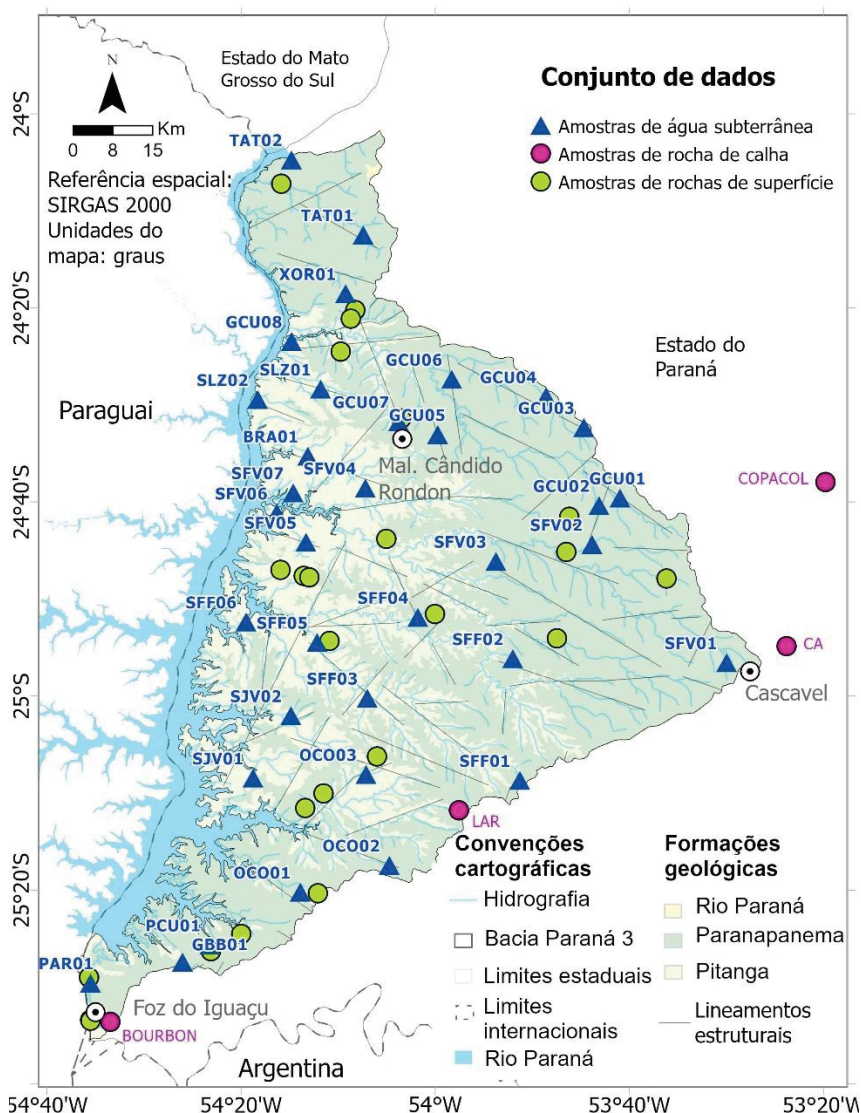 Estado do Mato
Grosso do Sul
N
Km
0 8 15
Referência espacial:
SIRGAS 2000
Unidades do
mapa: graus
Conjunto de dados
Amostras de água subterrânea
Amostras de rocha de calha
Amostras de rochas de superfície
24°S
24°20'S
24°40'S
25°S
25°20'S
TAT02
TAT01
XOR01
GCU08
GCU06
SLZ01
SLZ02
GCU04
GCU07
GCU05
GCU03
BRA01
SFV04
SFV07
SFV06
SFV05
GCU01
GCU02
SFV02
SFV03
SFF06
SFF05
SFF04
SFF02
SFV01
SFF03
SJV02
SJV01
OCO03
SFF01
OCO02
OCO01
PCU01
GBB01
PAR01
Paraguai
Estado do
Paraná
Mal. Cândido
Rondon
COPACOL
CA
Cascavel
LAR
Foz do Iguaçu
BOURBON
Argentina
Convenções
cartográficas
Hidrografia
Bacia Paraná 3
Limites estaduais
Limites
internacionais
Rio Paraná
Formações
geológicas
Rio Paraná
Paranapanema
Pitanga
Lineamentos
estruturais
54°40'W
54°20'W
54°W
53°40'W
53°20'W